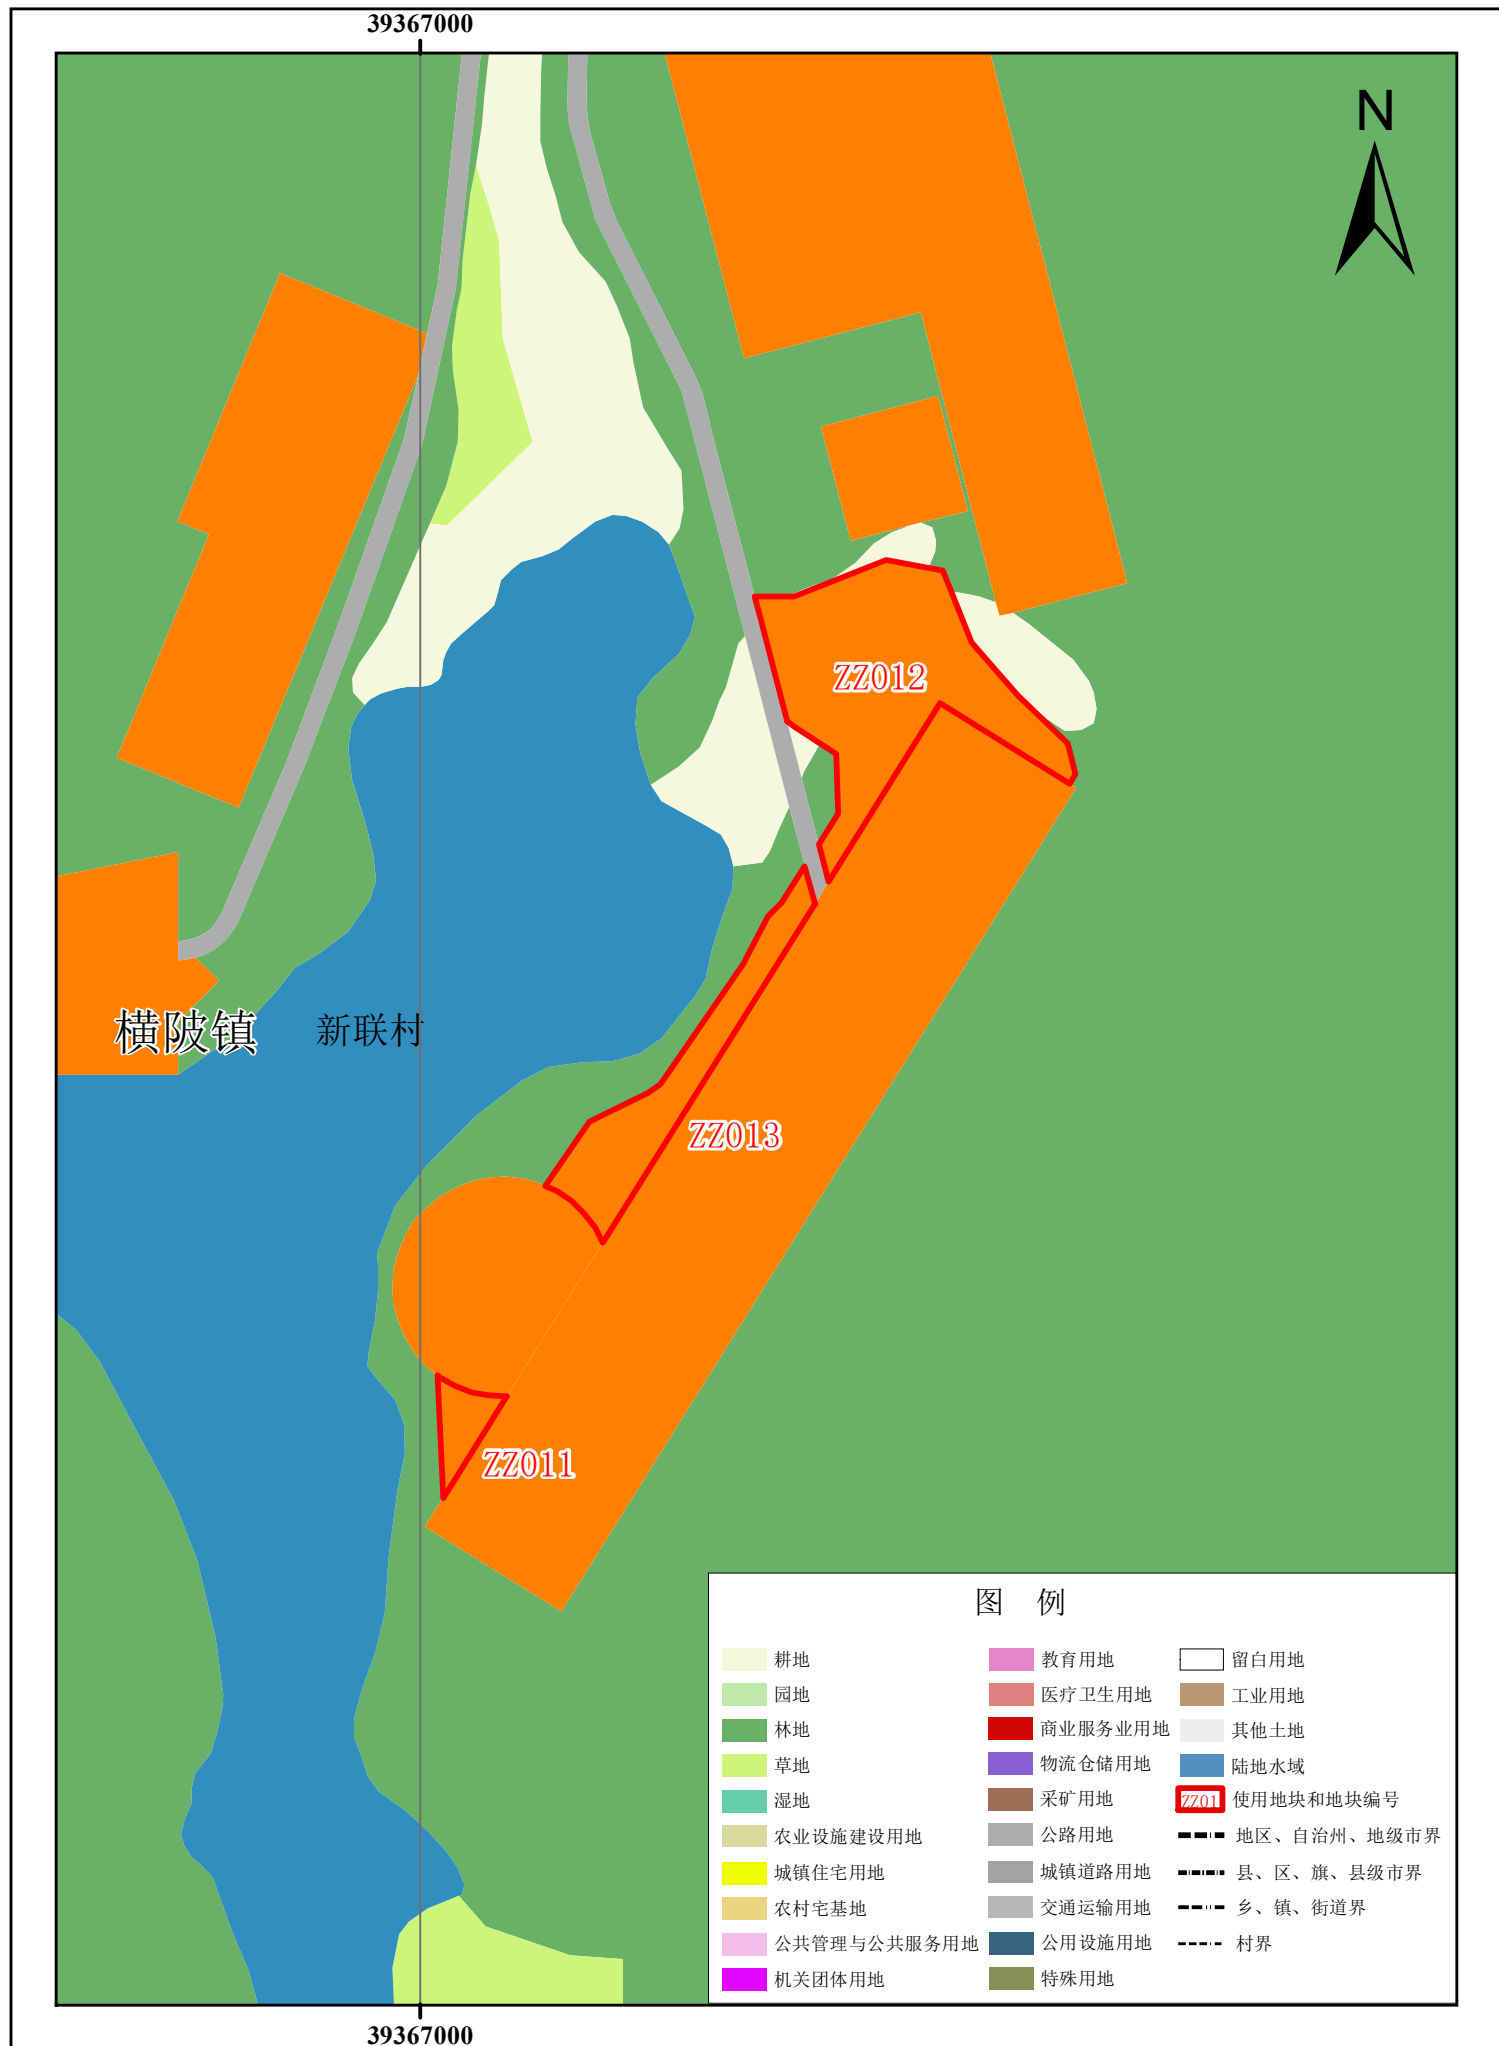 39367000
N
ZZ012
横陂镇
新联村
ZZ013
ZZ011
图 例
耕地
园地
林地
草地
湿地
农业设施建设用地
城镇住宅用地
农村宅基地
公共管理与公共服务用地
机关团体用地
教育用地
医疗卫生用地
商业服务业用地
物流仓储用地
采矿用地
公路用地
城镇道路用地
交通运输用地
公用设施用地
特殊用地
留白用地
工业用地
其他土地
陆地水域
ZZ01 使用地块和地块编号
地区、自治州、地级市界
县、区、旗、县级市界
乡、镇、街道界
村界
39367000